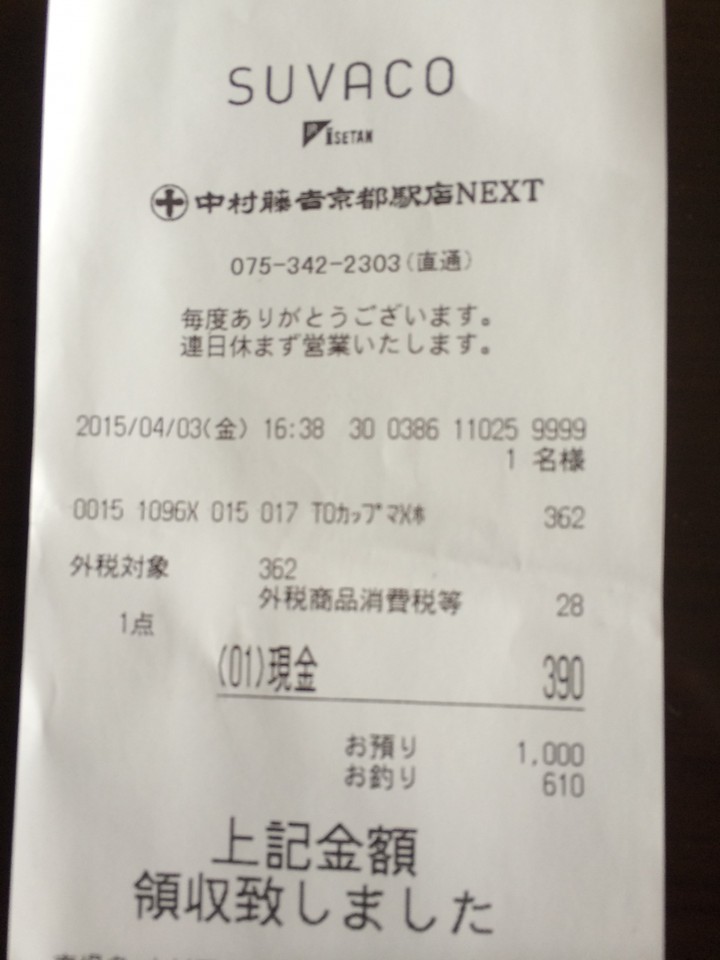 SUVACO
ISETAN
中村藤吉京都駅店NEXT
075-342-2303(直通)
毎度ありがとうございます。
連日休まず営業いたします。
2015/04/03(金) 16:38 30 0386 11025 9999
1 名様
0015 1096X 015 017 TOカップマX 362
外税対象 362
外税商品消費税等 28
1点
(01)現金 390
お預り 1,000
お釣り 610
上記金額
領収致しました